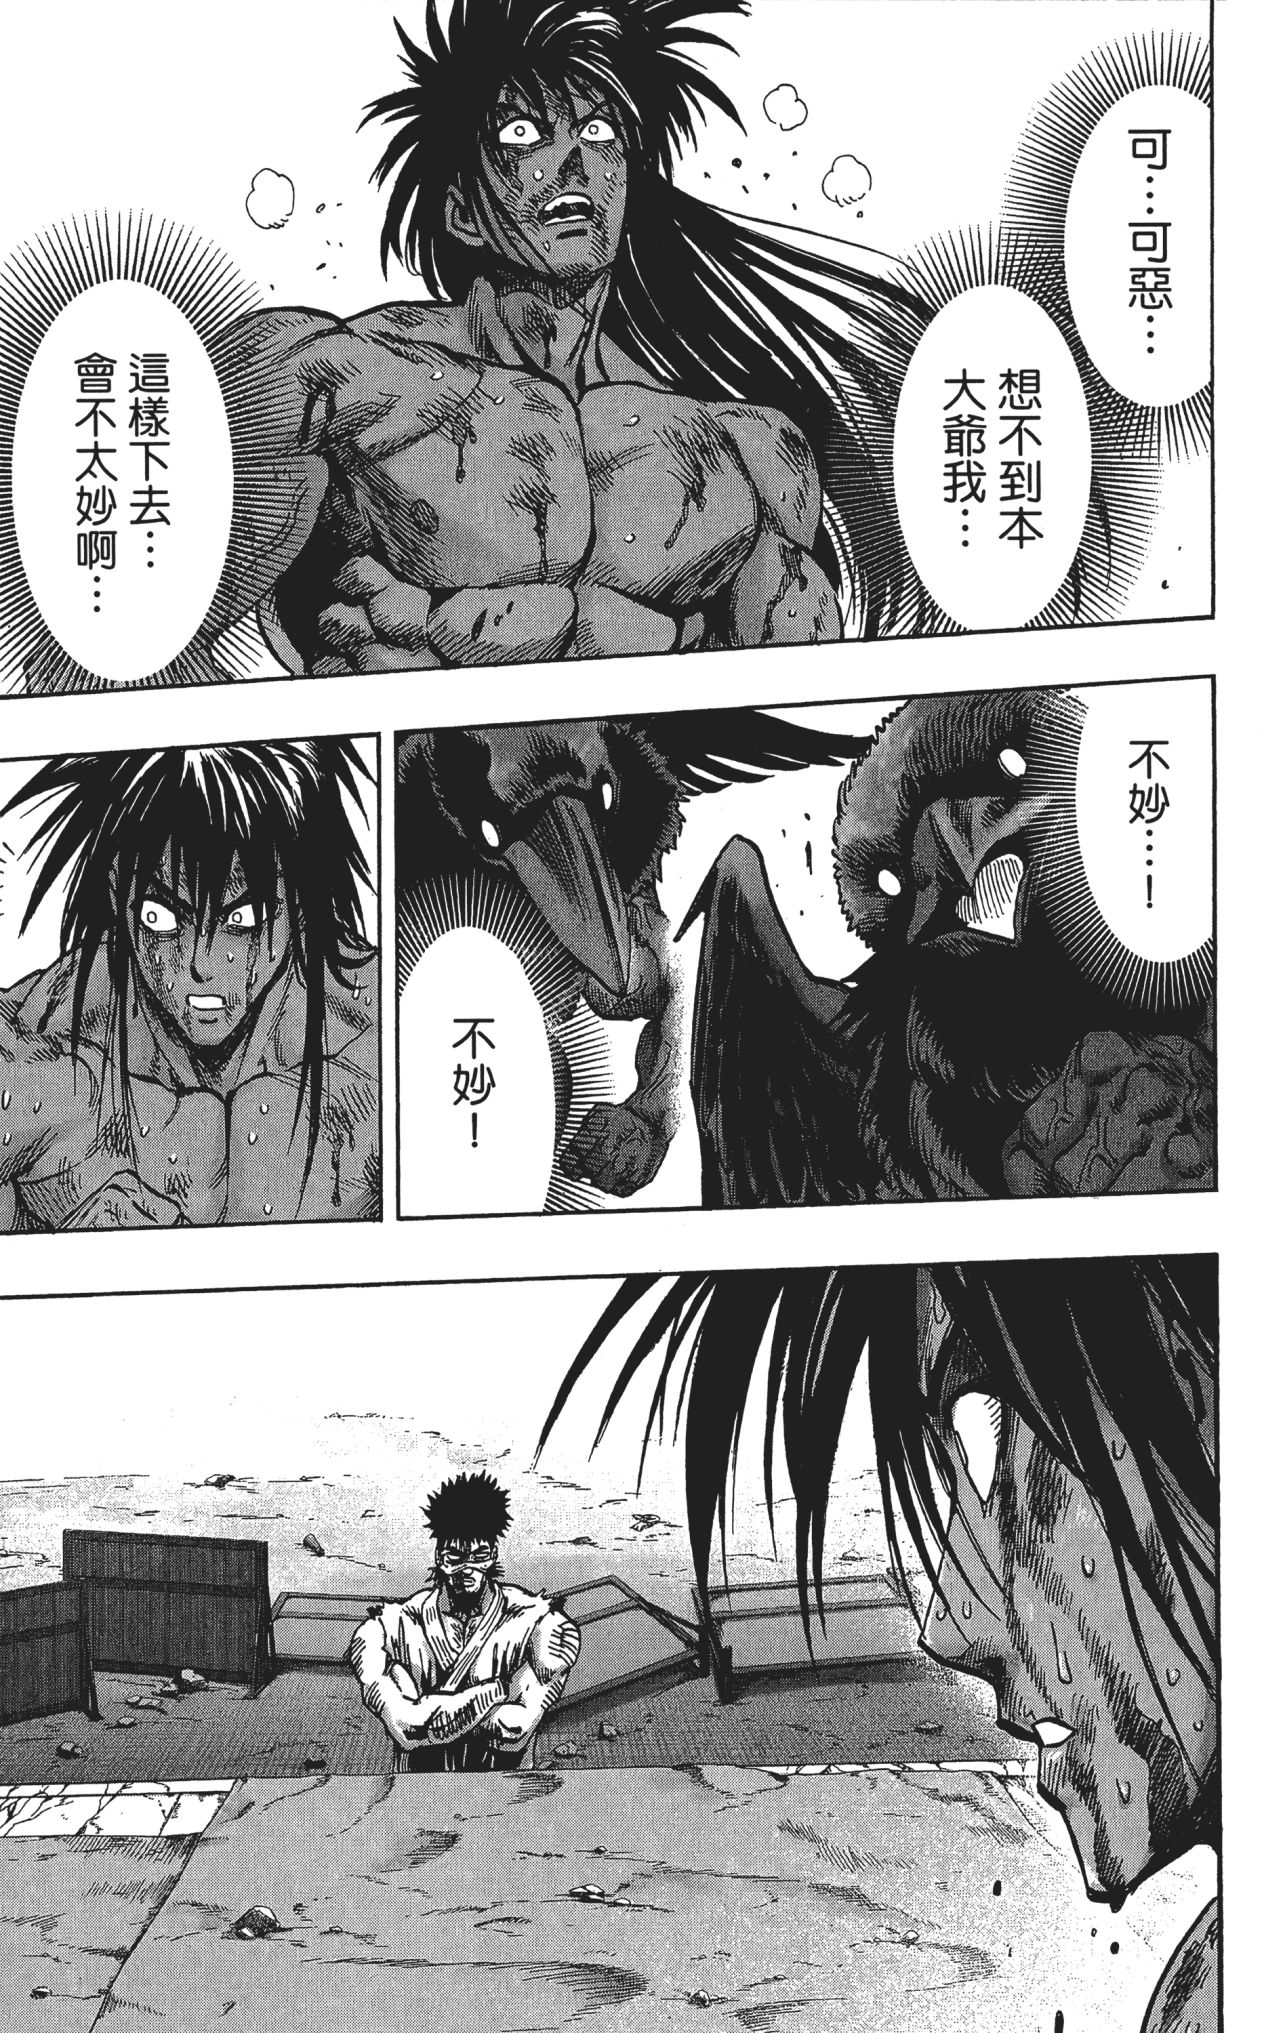 可…可惡…
想不到本
大爺我…
這樣下去…
會不太妙啊…
不妙…！
不妙！